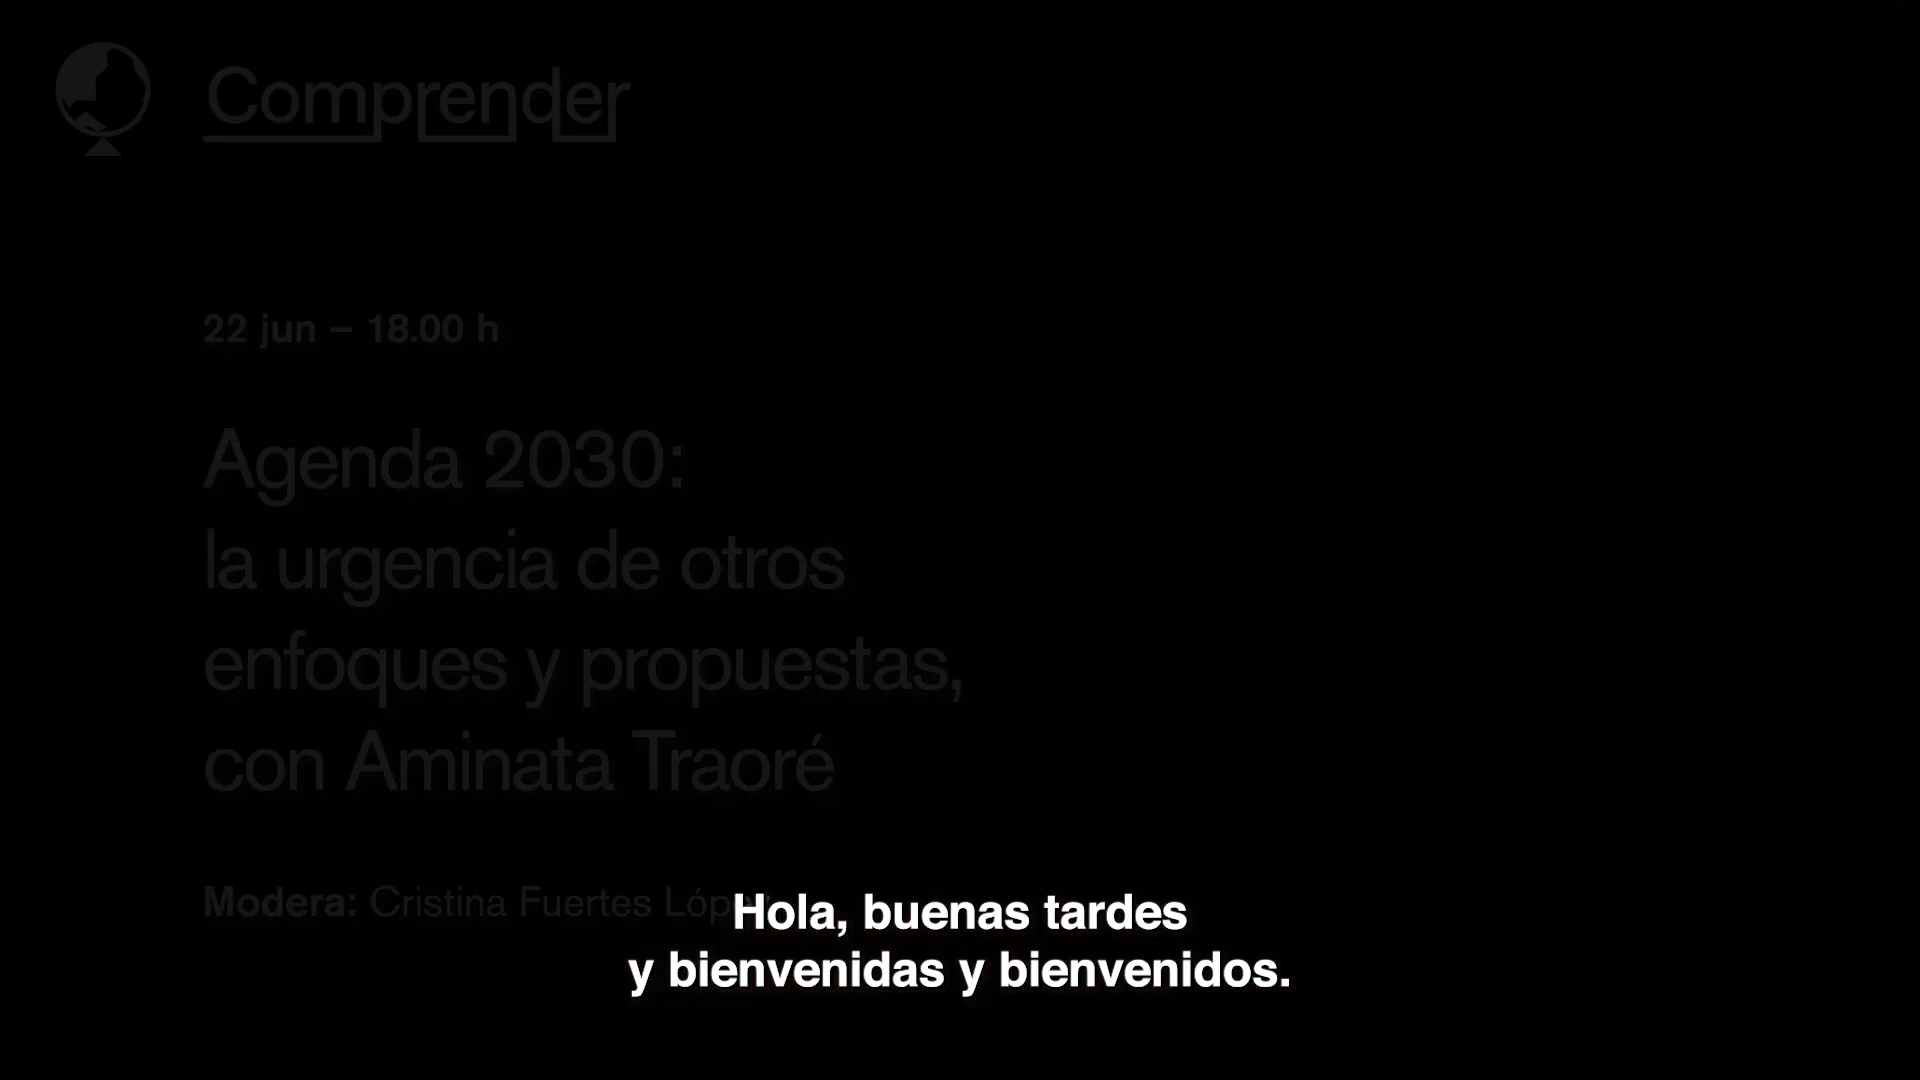 Comprender
22 jun – 18.00 h
Agenda 2030:
la urgencia de otros
enfoques y propuestas,
con Aminata Traoré
Modera: Cristina Fuertes
Hola, buenas tardes
y bienvenidas y bienvenidos.